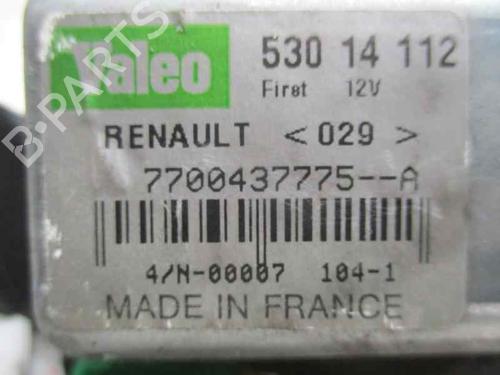 Valeo 530 14 112
First 12V
RENAULT < 029 >
7700437775--A
4/N-00007 104-1
MADE IN FRANCE
B-PARTS